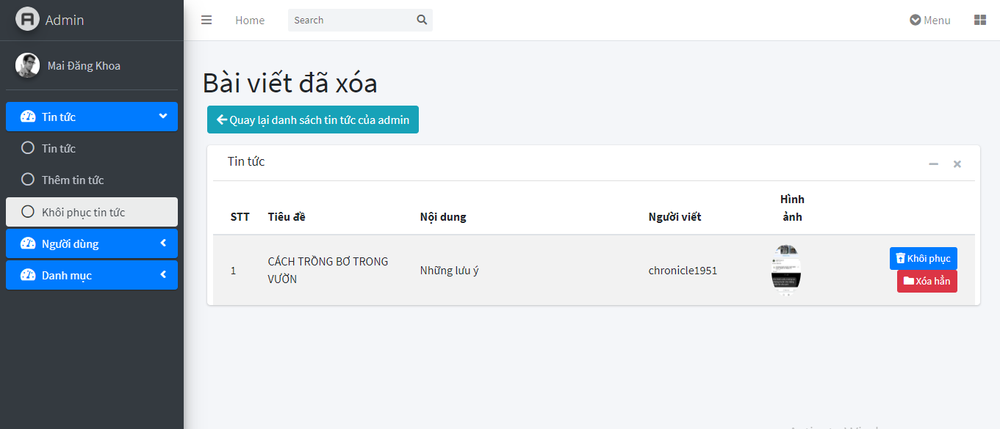 Admin
Home
Search
Menu
Mai Đăng Khoa
Tin tức
Tin tức
Thêm tin tức
Khôi phục tin tức
Người dùng
Danh mục
Bài viết đã xóa
Quay lại danh sách tin tức của admin
Tin tức
STT Tiêu đề Nội dung Người viết Hình
ảnh
1 CÁCH TRỒNG BƠ TRONG
VƯỜN
Những lưu ý chronicle1951
Khôi phục
Xóa hẳn